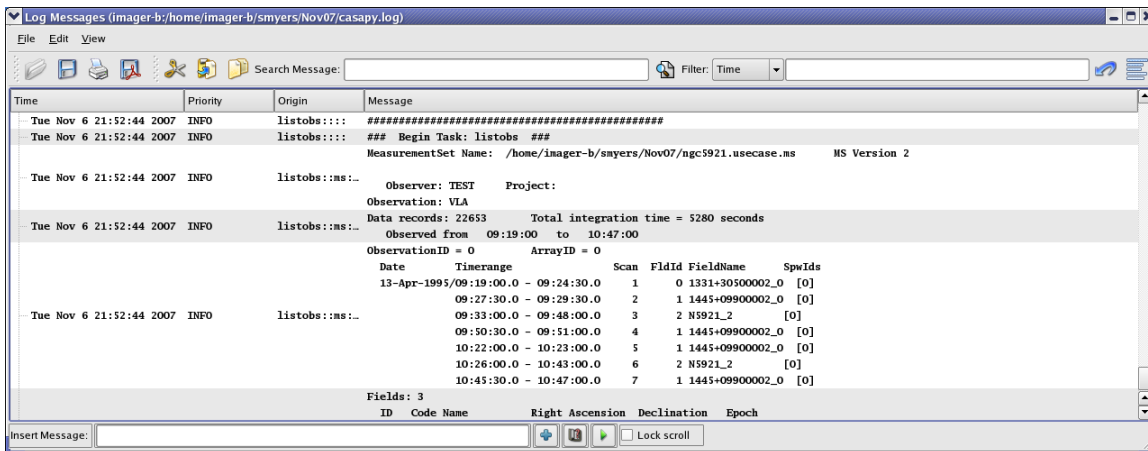 Log Messages (imager-b:/home/imager-b/smyers/Nov07/casapy.log)
File Edit View
Search Message: Filter: Time
Time Priority Origin Message
Tue Nov 6 21:52:44 2007 INFO listobs:::: ###############################################
Tue Nov 6 21:52:44 2007 INFO listobs:::: ### Begin Task: listobs ###
MeasurementSet Name: /home/imager-b/smyers/Nov07/ngc5921.usecase.ms MS Version 2
Tue Nov 6 21:52:44 2007 INFO listobs::ms:…
Observer: TEST Project:
Observation: VLA
Data records: 22653 Total integration time = 5280 seconds
Tue Nov 6 21:52:44 2007 INFO listobs::ms:…
Observed from 09:19:00 to 10:47:00
ObservationID = 0 ArrayID = 0
Date Timerange Scan FldId FieldName SpwIds
13-Apr-1995/09:19:00.0 - 09:24:30.0 1 0 1331+30500002_0 [0]
09:27:30.0 - 09:29:30.0 2 1 1445+09900002_0 [0]
Tue Nov 6 21:52:44 2007 INFO listobs::ms:… 09:33:00.0 - 09:48:00.0 3 2 N5921_2 [0]
09:50:30.0 - 09:51:00.0 4 1 1445+09900002_0 [0]
10:22:00.0 - 10:23:00.0 5 1 1445+09900002_0 [0]
10:26:00.0 - 10:43:00.0 6 2 N5921_2 [0]
10:45:30.0 - 10:47:00.0 7 1 1445+09900002_0 [0]
Fields: 3
ID Code Name Right Ascension Declination Epoch
Insert Message: Lock scroll